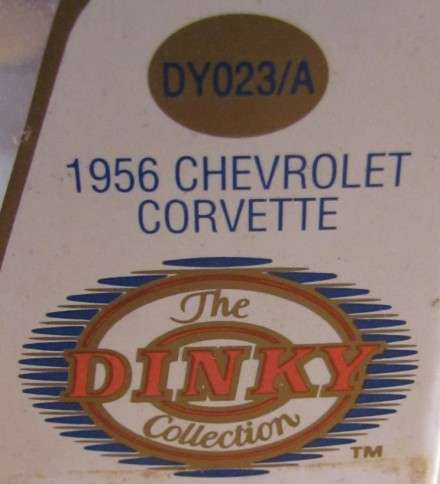 DY023/A
1956 CHEVROLET
CORVETTE
The
DINKY
Collection
TM